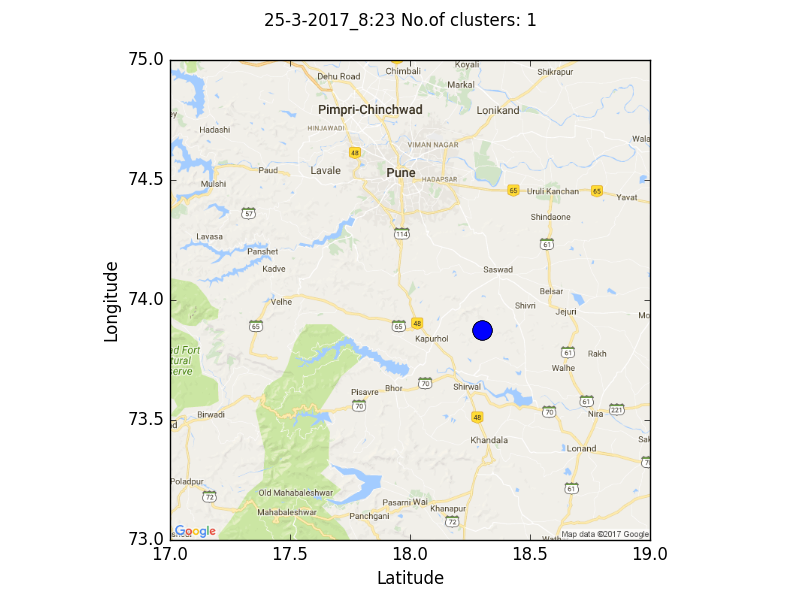 25-3-2017_8:23 No.of clusters: 1
75.0
74.5
74.0
73.5
73.0
17.0
17.5
18.0
18.5
19.0
Longitude
Latitude
Chimbali
Koyali
Dehu Road
Shikrapur
Markal
Pimpri-Chinchwad
Lonikand
Hadashi
HINJAWADI
VIMAN NAGAR
Wala
48
Paud
Lavale
Pune
HADAPSAR
Mulshi
65
Uruli Kanchan
65
Yavat
57
Shindaone
114
Lavasa
61
Panshet
Kadve
Saswad
Belsar
Velhe
Shivri
Jejuri
Mo
65
65
48
Kapurhol
ad Fort
tural
serve
61
Rakh
Walhe
70
Bhor
Shirwal
Pisavre
70
61
221
Birwadi
70
Nira
48
Khandala
Sal
Lonand
Poladpur
72
Old Mahabaleshwar
61
Pasarni Wai
Mahabaleshwar
Panchgani
Khanapur
72
Google
Map data ©2017 Google